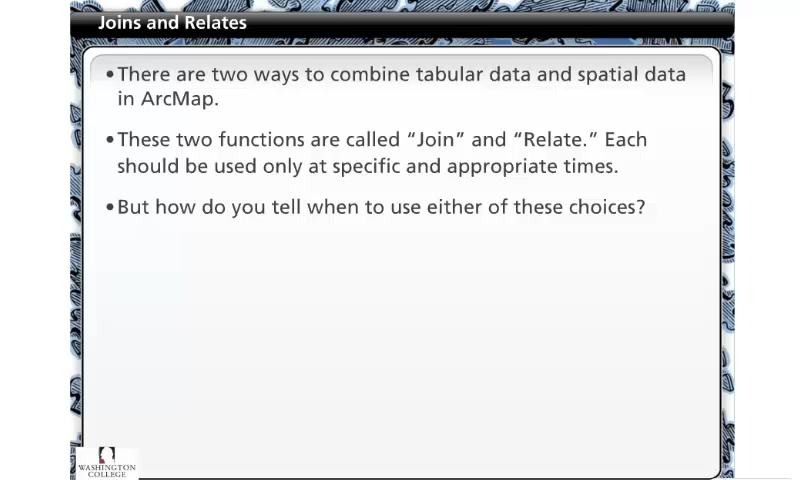 Joins and Relates
•There are two ways to combine tabular data and spatial data
in ArcMap.
•These two functions are called “Join” and “Relate.” Each
should be used only at specific and appropriate times.
•But how do you tell when to use either of these choices?
WASHINGTON
COLLEGE